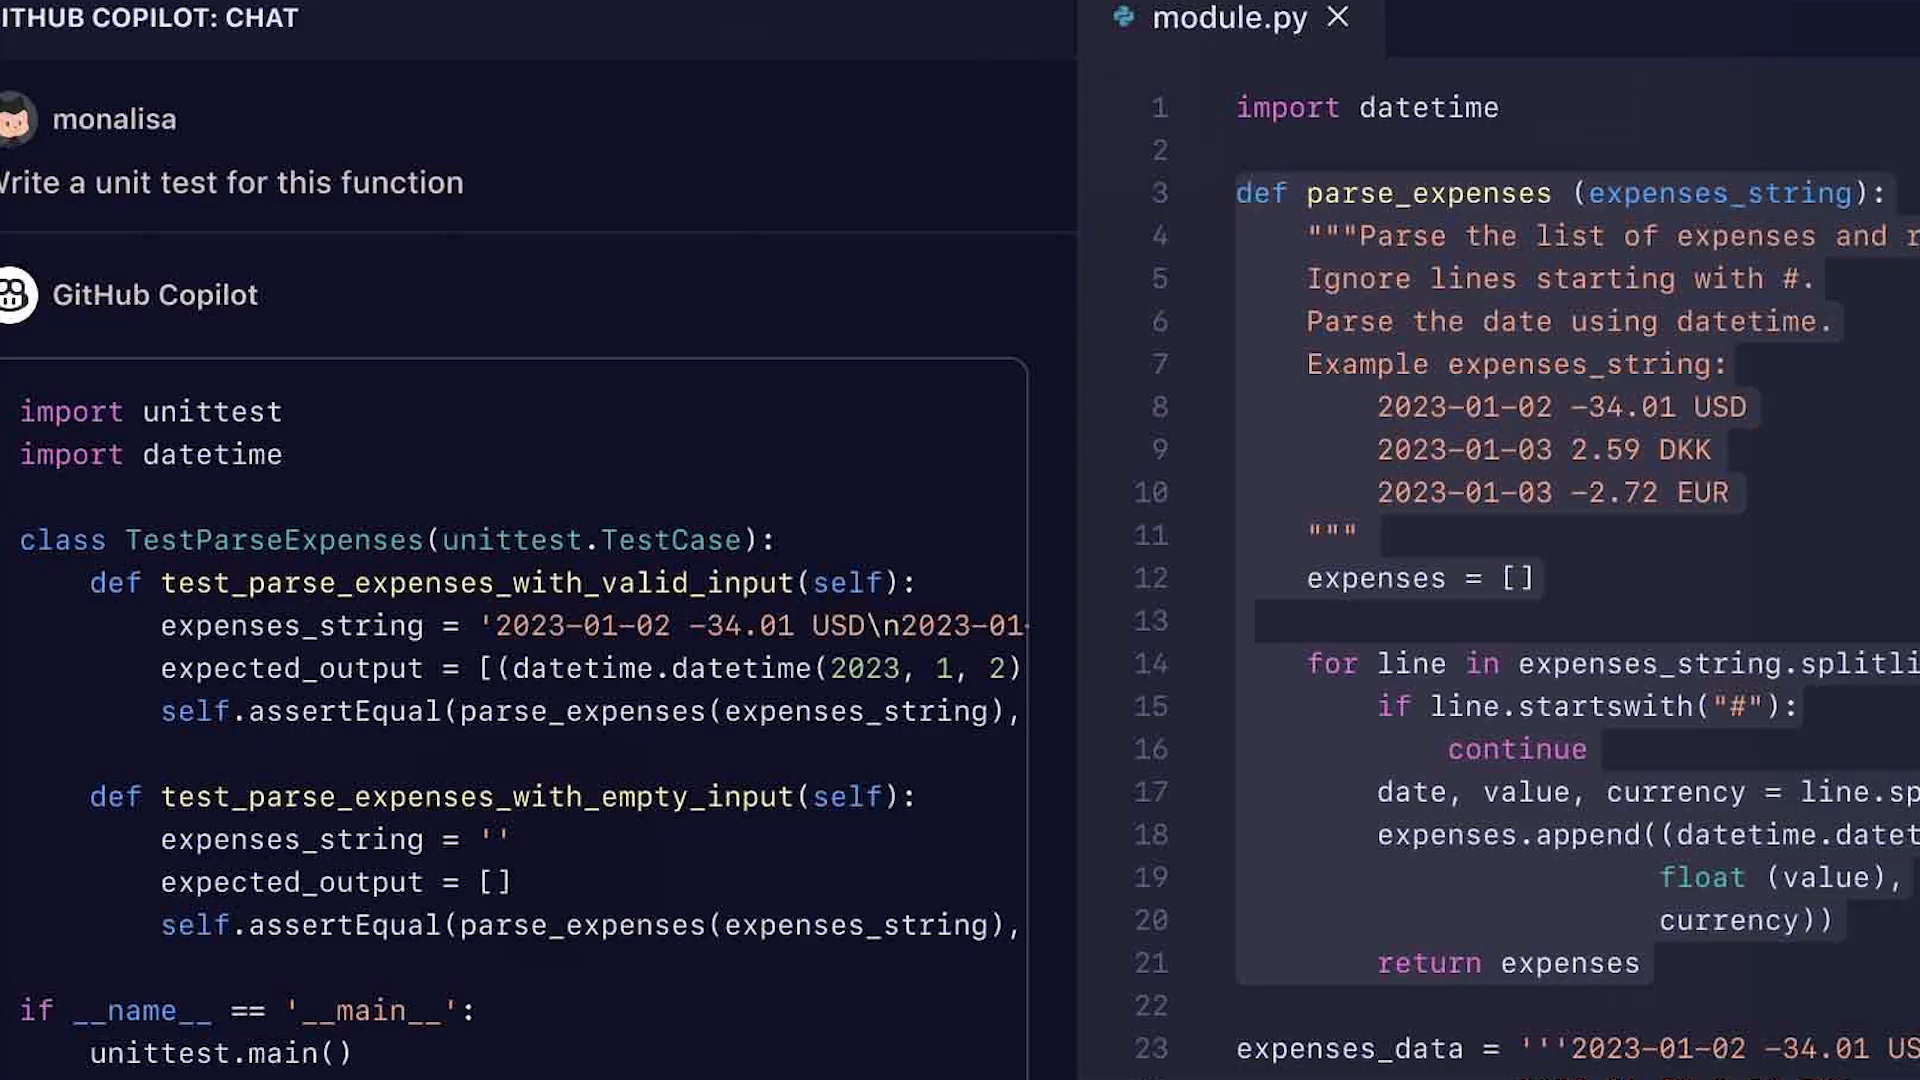 ITHUB COPILOT: CHAT
monalisa
Write a unit test for this function
GitHub Copilot
import unittest
import datetime
class TestParseExpenses(unittest.TestCase):
def test_parse_expenses_with_valid_input(self):
expenses_string = '2023-01-02 -34.01 USD\n2023-01-
expected_output = [(datetime.datetime(2023, 1, 2)
self.assertEqual(parse_expenses(expenses_string),
def test_parse_expenses_with_empty_input(self):
expenses_string = ''
expected_output = []
self.assertEqual(parse_expenses(expenses_string),
if __name__ == '__main__':
unittest.main()
module.py ×
1 import datetime
2
3 def parse_expenses (expenses_string):
4 """Parse the list of expenses and r
5 Ignore lines starting with #.
6 Parse the date using datetime.
7 Example expenses_string:
8 2023-01-02 -34.01 USD
9 2023-01-03 2.59 DKK
10 2023-01-03 -2.72 EUR
11 """
12 expenses = []
13
14 for line in expenses_string.splitli
15 if line.startswith("#"):
16 continue
17 date, value, currency = line.sp
18 expenses.append((datetime.datet
19 float (value),
20 currency))
21 return expenses
22
23 expenses_data = '''2023-01-02 -34.01 US